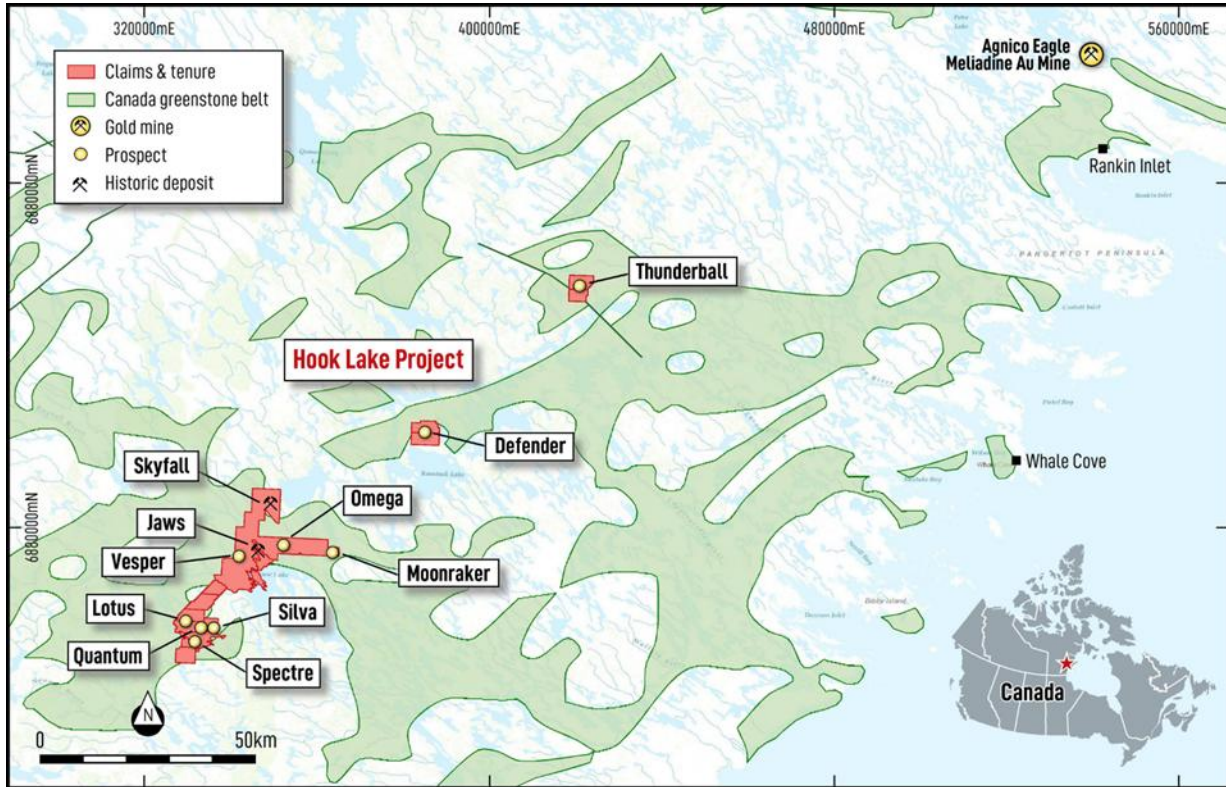 320000mE
400000mE
480000mE
560000mE
Claims & tenure
Canada greenstone belt
Gold mine
Prospect
Historic deposit
Agnico Eagle
Meliadine Au Mine
Rankin Inlet
6880000mN
PANGERTOT PENINSULA
Thunderball
Hook Lake Project
Defender
Whale Cove
Skyfall
Omega
Jaws
6880000mN
Vesper
Moonraker
Lotus
Silva
Quantum
Spectre
N
0
50km
Canada